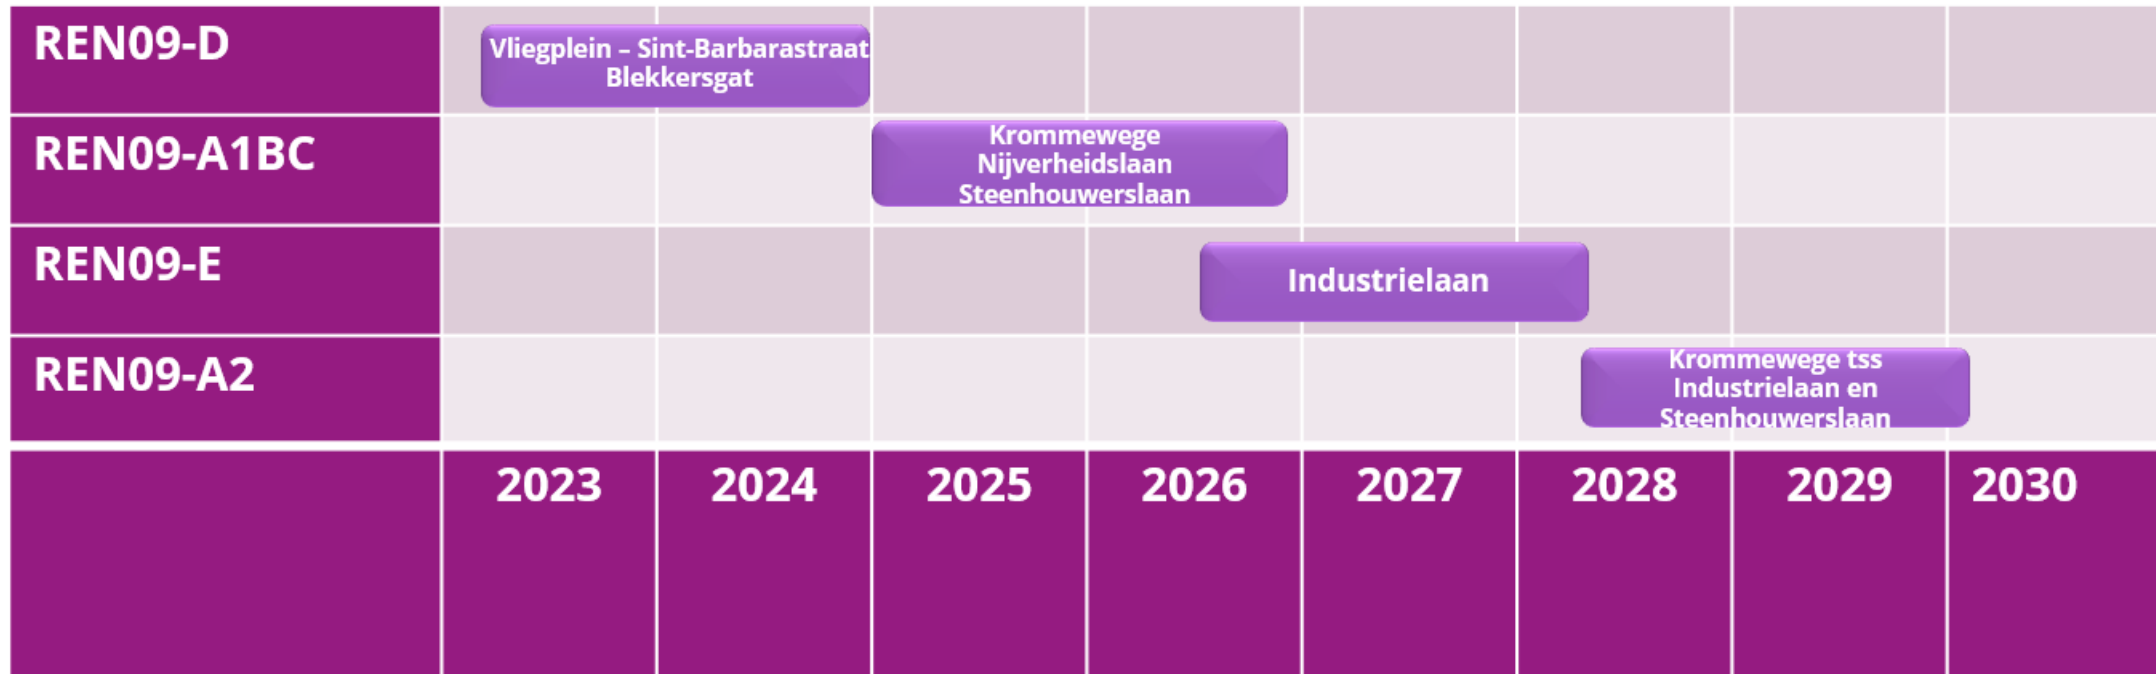 REN09-D
Vliegplein – Sint-Barbarastraat
Blekkersgat
REN09-A1BC
Krommewege
Nijverheidslaan
Steenhouwerslaan
REN09-E
Industrielaan
REN09-A2
Krommewege tss
Industrielaan en
Steenhouwerslaan
2023 2024 2025 2026 2027 2028 2029 2030